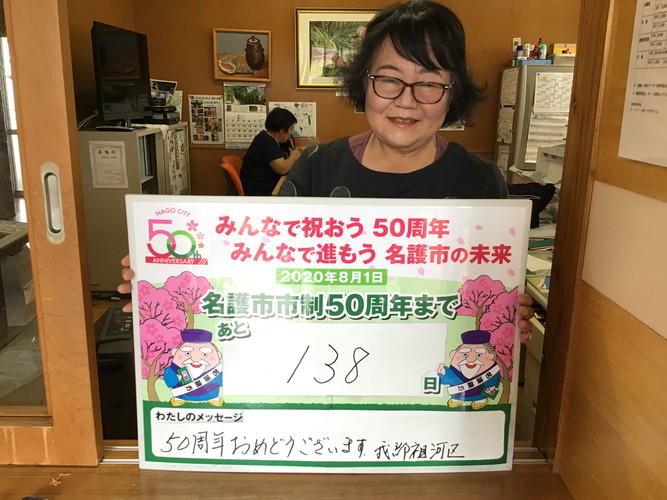 NAGO CITY
50th
ANNIVERSARY
みんなで祝おう 50周年
みんなで進もう 名護市の未来
2020年8月1日
名護市市制50周年まで
あと
138
日
わたしのメッセージ
50周年おめでとうございます. 我部祖河区